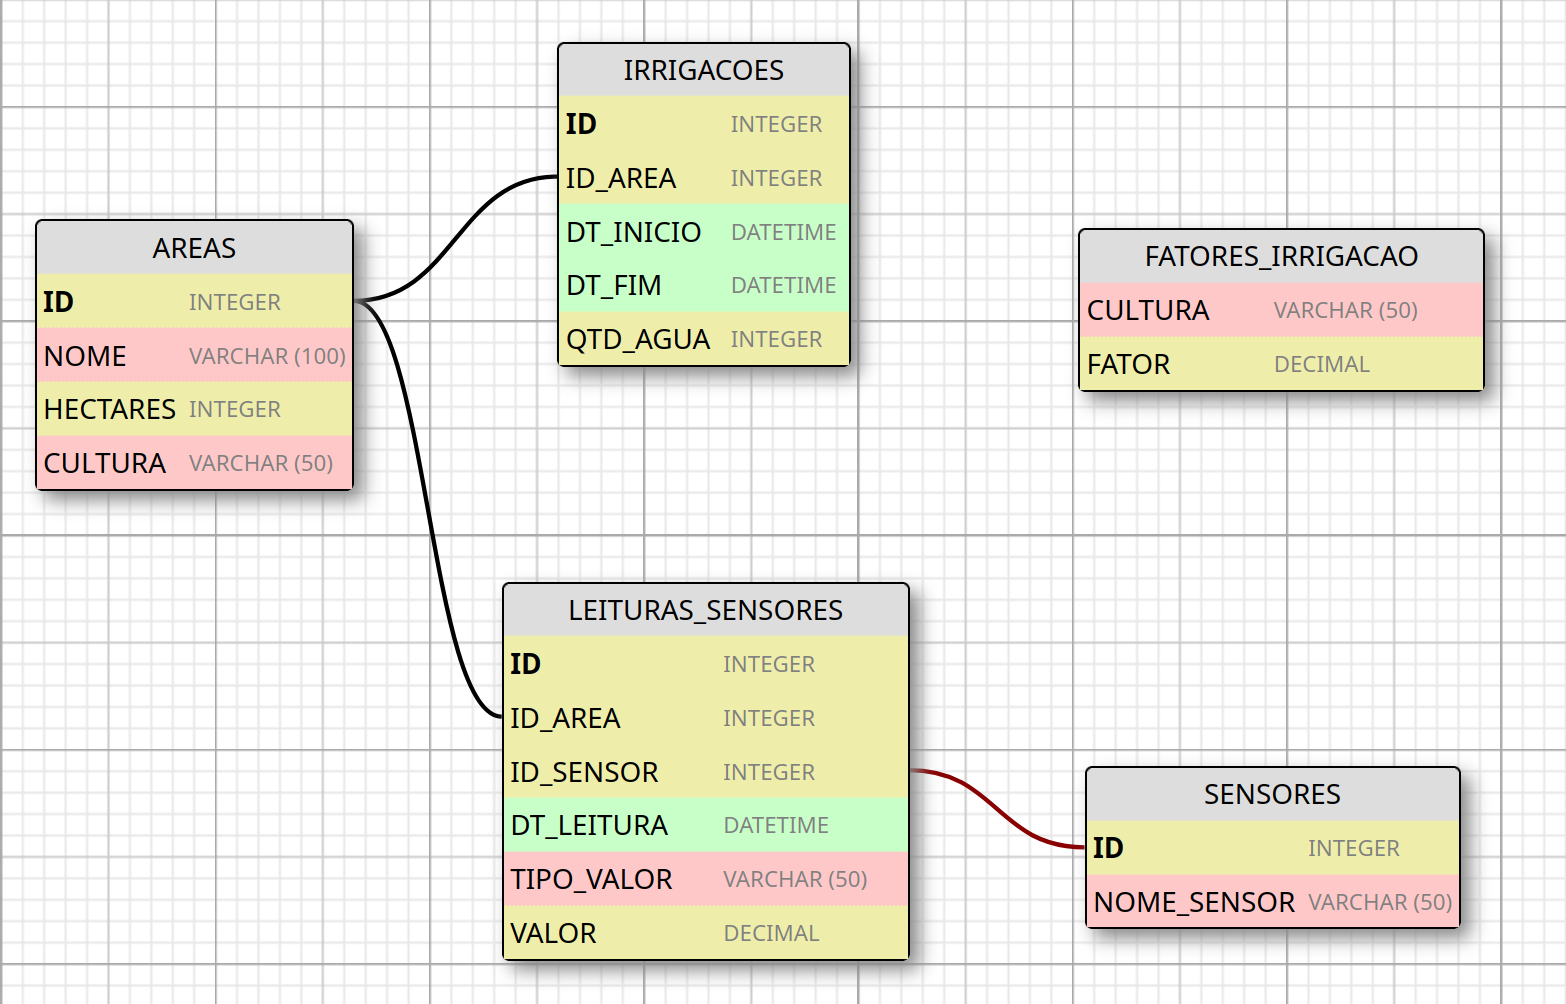 IRRIGACOES
ID INTEGER
ID_AREA INTEGER
DT_INICIO DATETIME
DT_FIM DATETIME
QTD_AGUA INTEGER
AREAS
ID INTEGER
NOME VARCHAR (100)
HECTARES INTEGER
CULTURA VARCHAR (50)
FATORES_IRRIGACAO
CULTURA VARCHAR (50)
FATOR DECIMAL
LEITURAS_SENSORES
ID INTEGER
ID_AREA INTEGER
ID_SENSOR INTEGER
DT_LEITURA DATETIME
TIPO_VALOR VARCHAR (50)
VALOR DECIMAL
SENSORES
ID INTEGER
NOME_SENSOR VARCHAR (50)